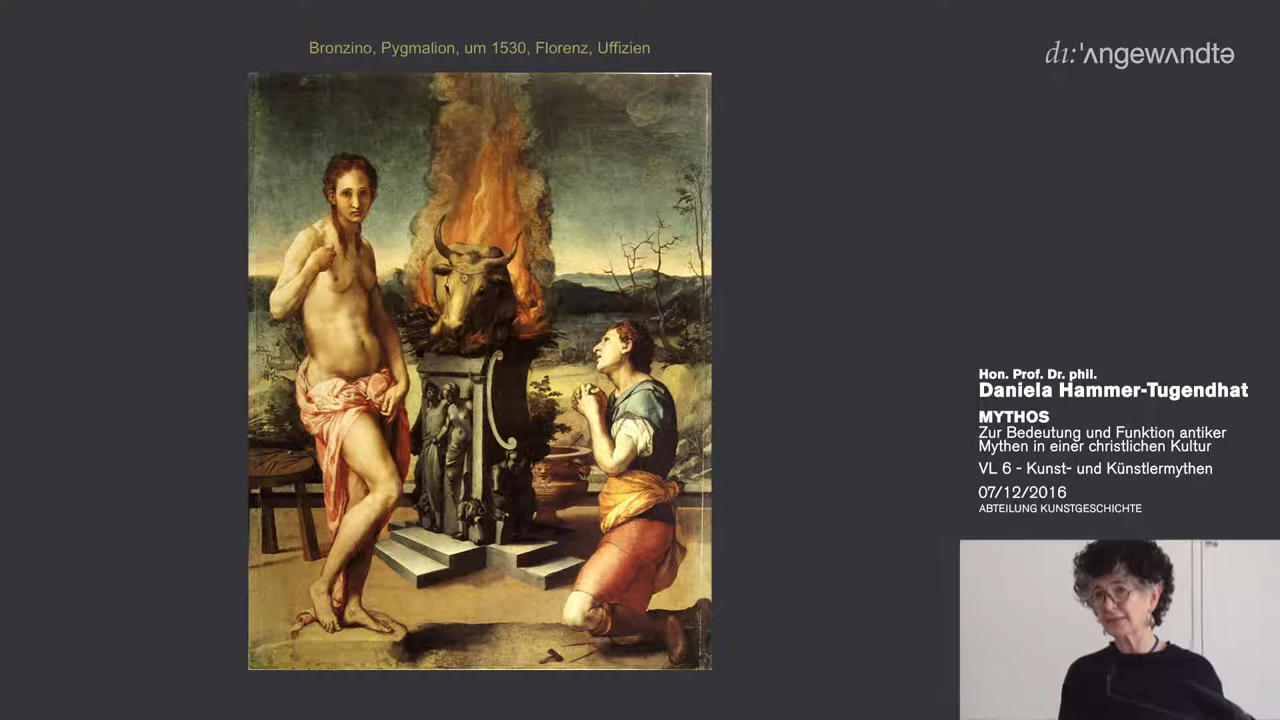 Bronzino, Pygmalion, um 1530, Florenz, Uffizien
dı:'ʌngewʌndtə
Hon. Prof. Dr. phil.
Daniela Hammer-Tugendhat
MYTHOS
Zur Bedeutung und Funktion antiker
Mythen in einer christlichen Kultur
VL 6 - Kunst- und Künstlermythen
07/12/2016
ABTEILUNG KUNSTGESCHICHTE